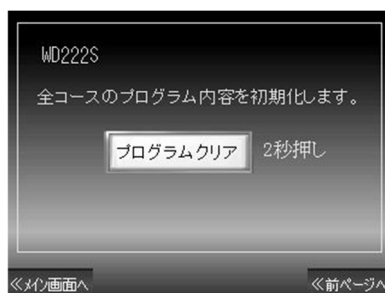 WD222S
全コースのプログラム内容を初期化します。
プログラムクリア 2秒押し
≪メイン画面へ ≪前ページへ